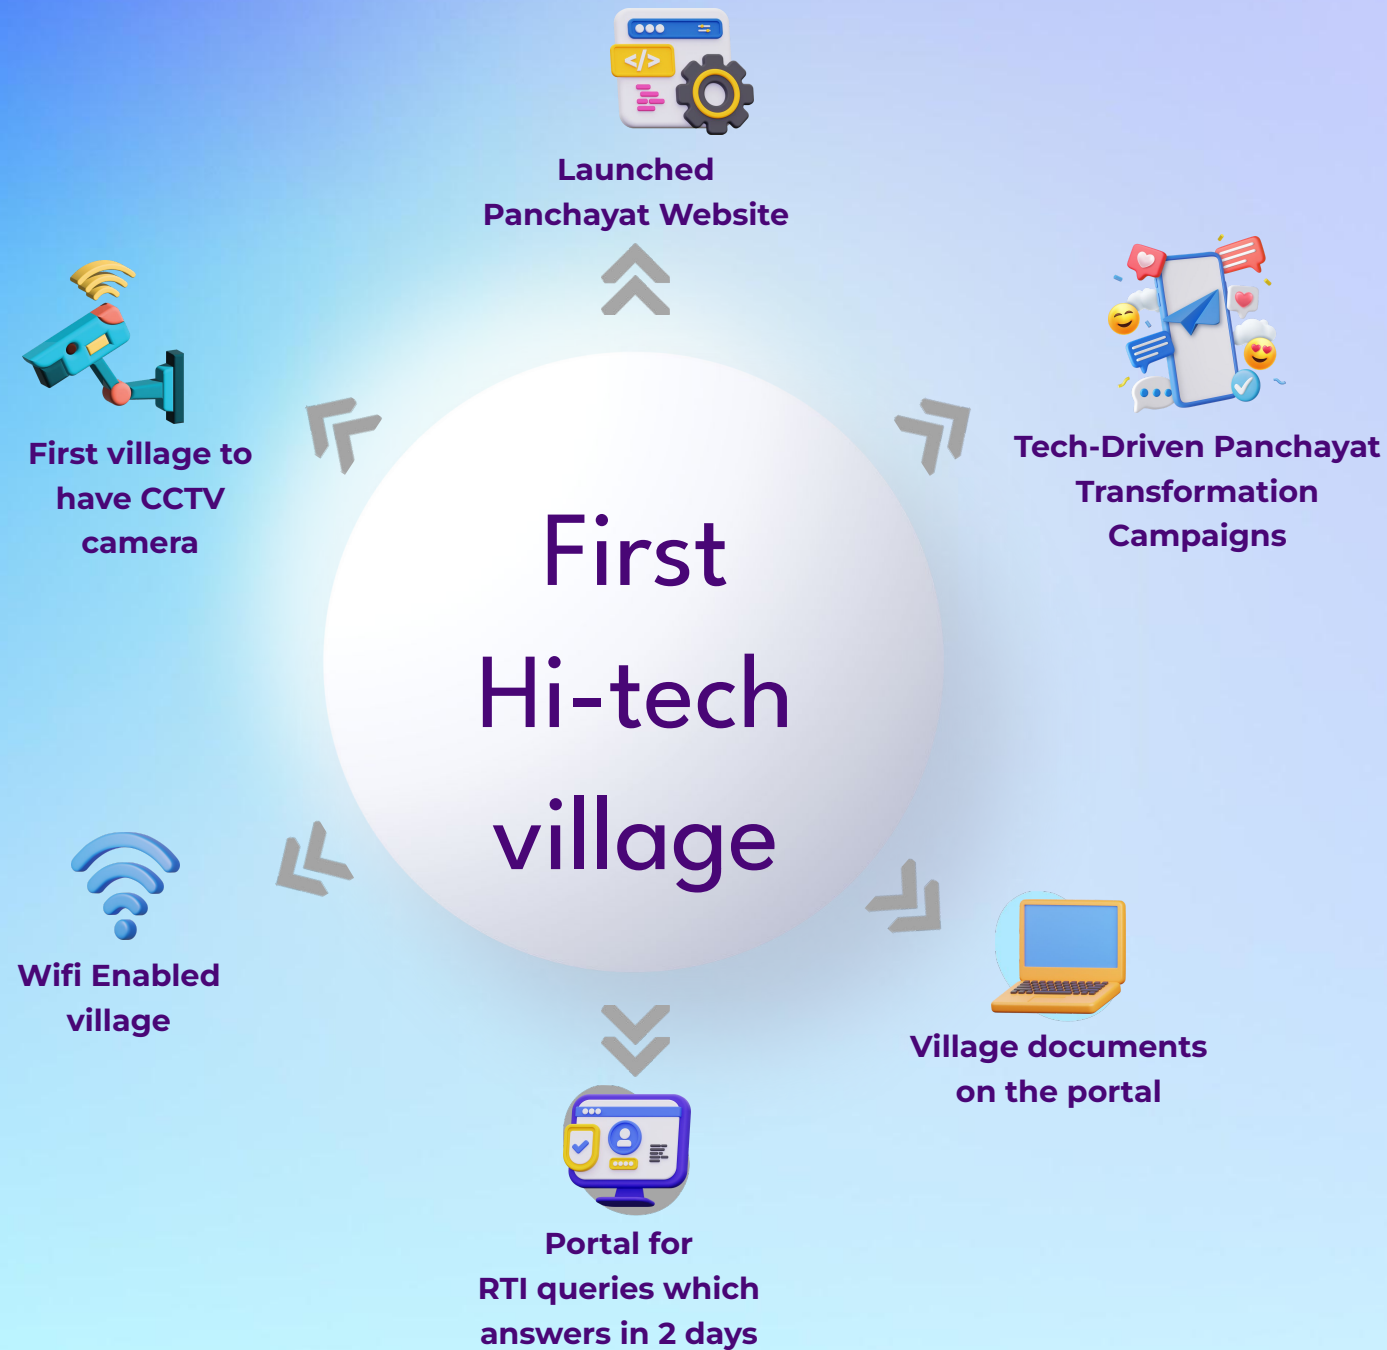 </>
Launched
Panchayat Website
First village to
have CCTV
camera
Tech-Driven Panchayat
Transformation
Campaigns
First
Hi-tech
village
Wifi Enabled
village
Village documents
on the portal
Portal for
RTI queries which
answers in 2 days